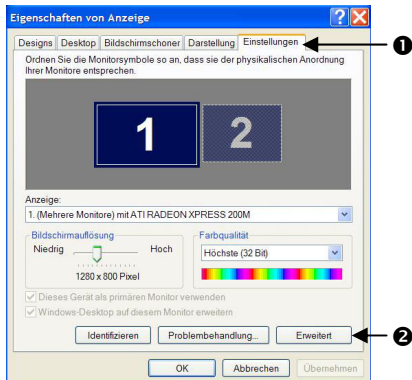 Eigenschaften von Anzeige
Designs Desktop Bildschirmschoner Darstellung Einstellungen
❶
Ordnen Sie die Monitorsymbole so an, dass sie der physikalischen Anordnung
Ihrer Monitore entsprechen.
1 2
Anzeige:
1. (Mehrere Monitore) mit ATI RADEON XPRESS 200M
Bildschirmauflösung Farbqualität
Niedrig Hoch Höchste (32 Bit)
1280 x 800 Pixel
Dieses Gerät als primären Monitor verwenden
Windows-Desktop auf diesem Monitor erweitern
Identifizieren Problembehandlung... Erweitert ❷
OK Abbrechen Übernehmen